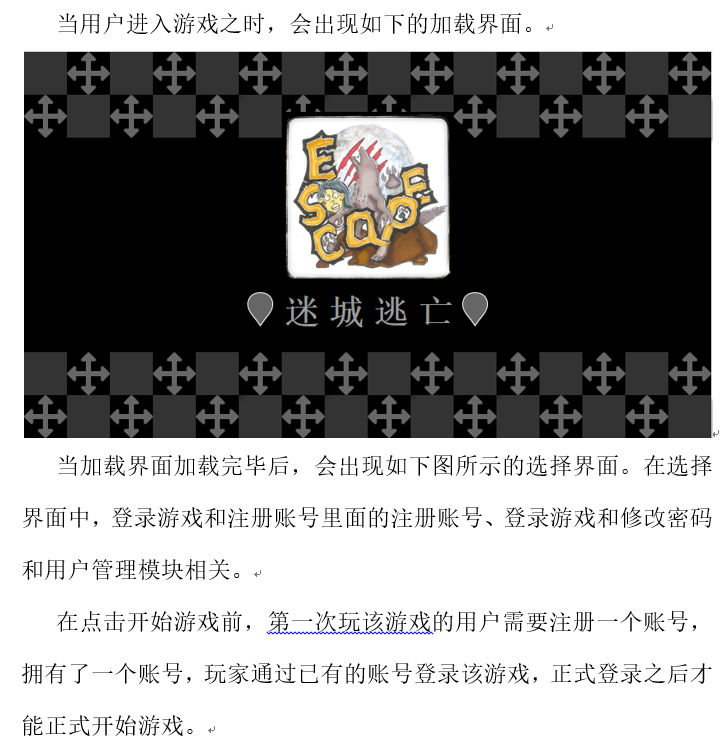 当用户进入游戏之时，会出现如下的加载界面。
ESCAPE
迷城逃亡
当加载界面加载完毕后，会出现如下图所示的选择界面。在选择
界面中，登录游戏和注册账号里面的注册账号、登录游戏和修改密码
和用户管理模块相关。
在点击开始游戏前，第一次玩该游戏的用户需要注册一个账号，
拥有了一个账号，玩家通过已有的账号登录该游戏，正式登录之后才
能正式开始游戏。